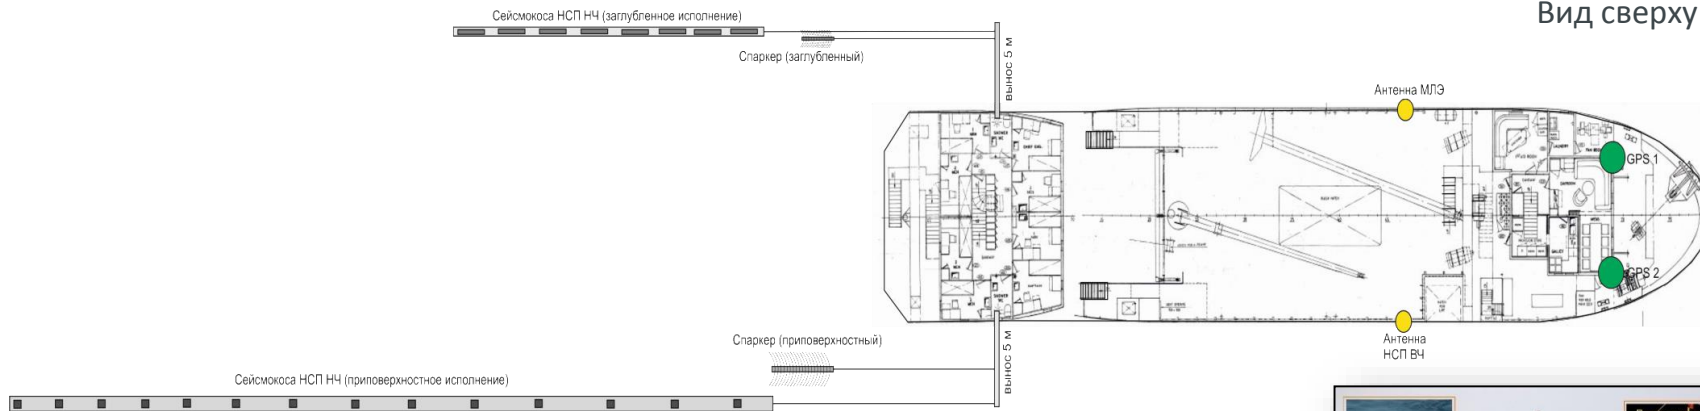 Вид сверху
Сейсмокоса НСП НЧ (заглубленное исполнение)
Спаркер (заглубленный)
вынос 5 м
Антенна МЛЭ
GPS 1
GPS 2
Спаркер (приповерхностный)
вынос 5 м
Антенна
НСП ВЧ
Сейсмокоса НСП НЧ (приповерхностное исполнение)